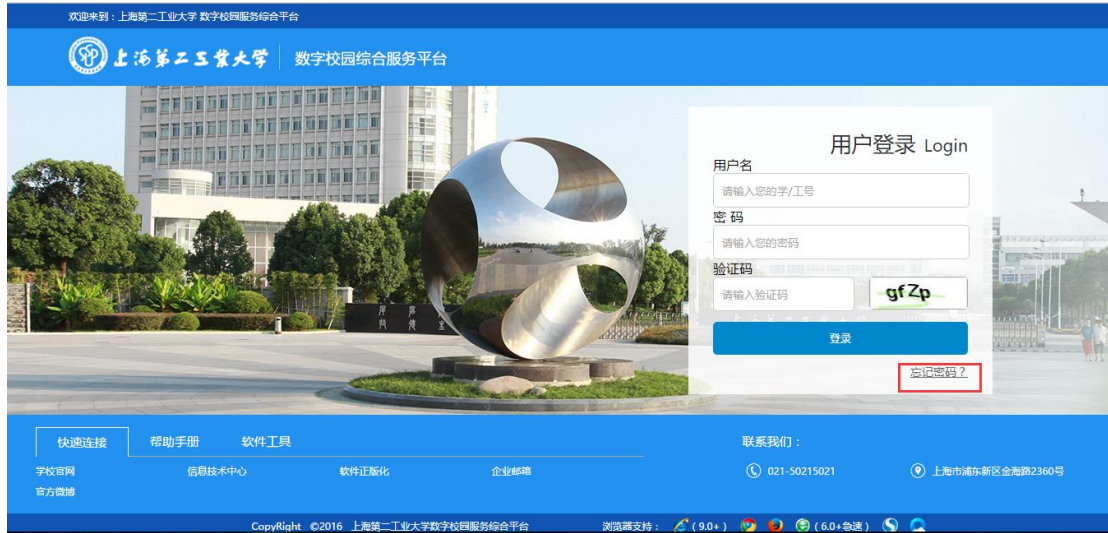 欢迎来到：上海第二工业大学 数字校园服务综合平台
上海第二工业大学 数字校园综合服务平台
用户登录 Login
用户名
请输入您的学/工号
密 码
请输入您的密码
验证码
请输入验证码 gfZp
登录
忘记密码？
快速连接 帮助手册 软件工具
联系我们：
学校官网 信息技术中心 软件正版化 企业邮箱
021-50215021 上海市浦东新区金海路2360号
官方微博
CopyRight ©2016 上海第二工业大学数字校园服务综合平台 浏览器支持： (9.0+) (6.0+急速)